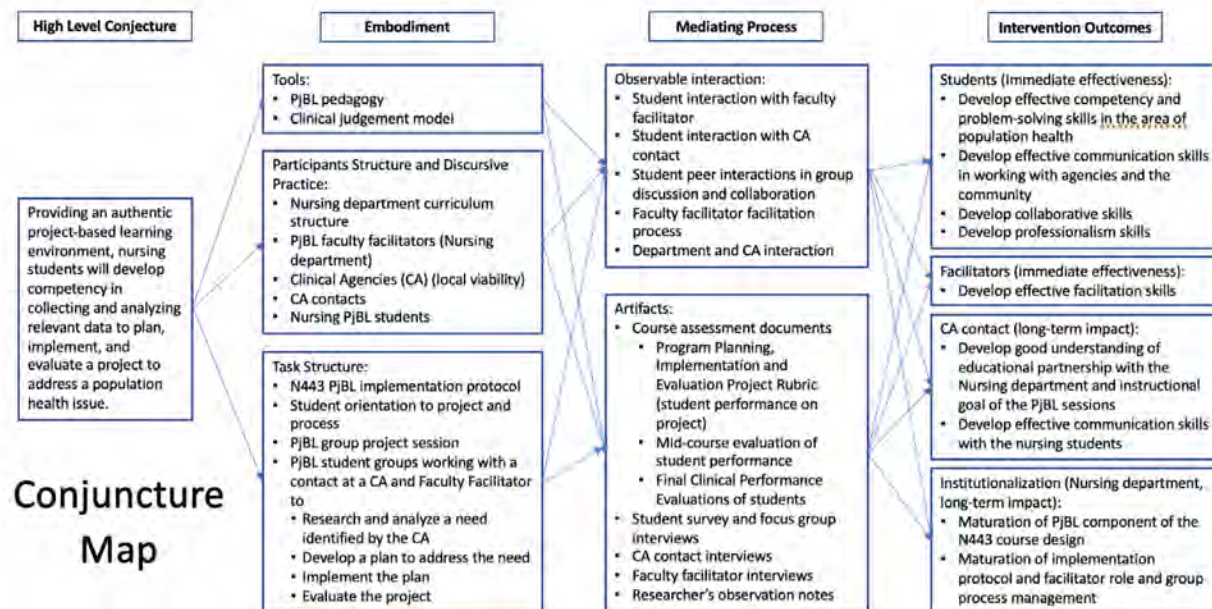 High Level Conjecture
Embodiment
Mediating Process
Intervention Outcomes
Providing an authentic
project-based learning
environment, nursing
students will develop
competency in
collecting and analyzing
relevant data to plan,
implement, and
evaluate a project to
address a population
health issue.
Conjuncture
Map
Tools:
• PjBL pedagogy
• Clinical judgement model
Participants Structure and Discursive
Practice:
• Nursing department curriculum
structure
• PjBL faculty facilitators (Nursing
department)
• Clinical Agencies (CA) (local viability)
• CA contacts
• Nursing PjBL students
Task Structure:
• N443 PjBL implementation protocol
• Student orientation to project and
process
• PjBL group project session
• PjBL student groups working with a
contact at a CA and Faculty Facilitator
to
• Research and analyze a need
identified by the CA
• Develop a plan to address the need
• Implement the plan
• Evaluate the project
Observable interaction:
• Student interaction with faculty
facilitator
• Student interaction with CA
contact
• Student peer interactions in group
discussion and collaboration
• Faculty facilitator facilitation
process
• Department and CA interaction
Artifacts:
• Course assessment documents
• Program Planning,
Implementation and
Evaluation Project Rubric
(student performance on
project)
• Mid-course evaluation of
student performance
• Final Clinical Performance
Evaluations of students
• Student survey and focus group
interviews
• CA contact interviews
• Faculty facilitator interviews
• Researcher's observation notes
Students (Immediate effectiveness):
• Develop effective competency and
problem-solving skills in the area of
population health
• Develop effective communication skills
in working with agencies and the
community
• Develop collaborative skills
• Develop professionalism skills
Facilitators (immediate effectiveness):
• Develop effective facilitation skills
CA contact (long-term impact):
• Develop good understanding of
educational partnership with the
Nursing department and instructional
goal of the PjBL sessions
• Develop effective communication skills
with the nursing students
Institutionalization (Nursing department,
long-term impact):
• Maturation of PjBL component of the
N443 course design
• Maturation of implementation
protocol and facilitator role and group
process management